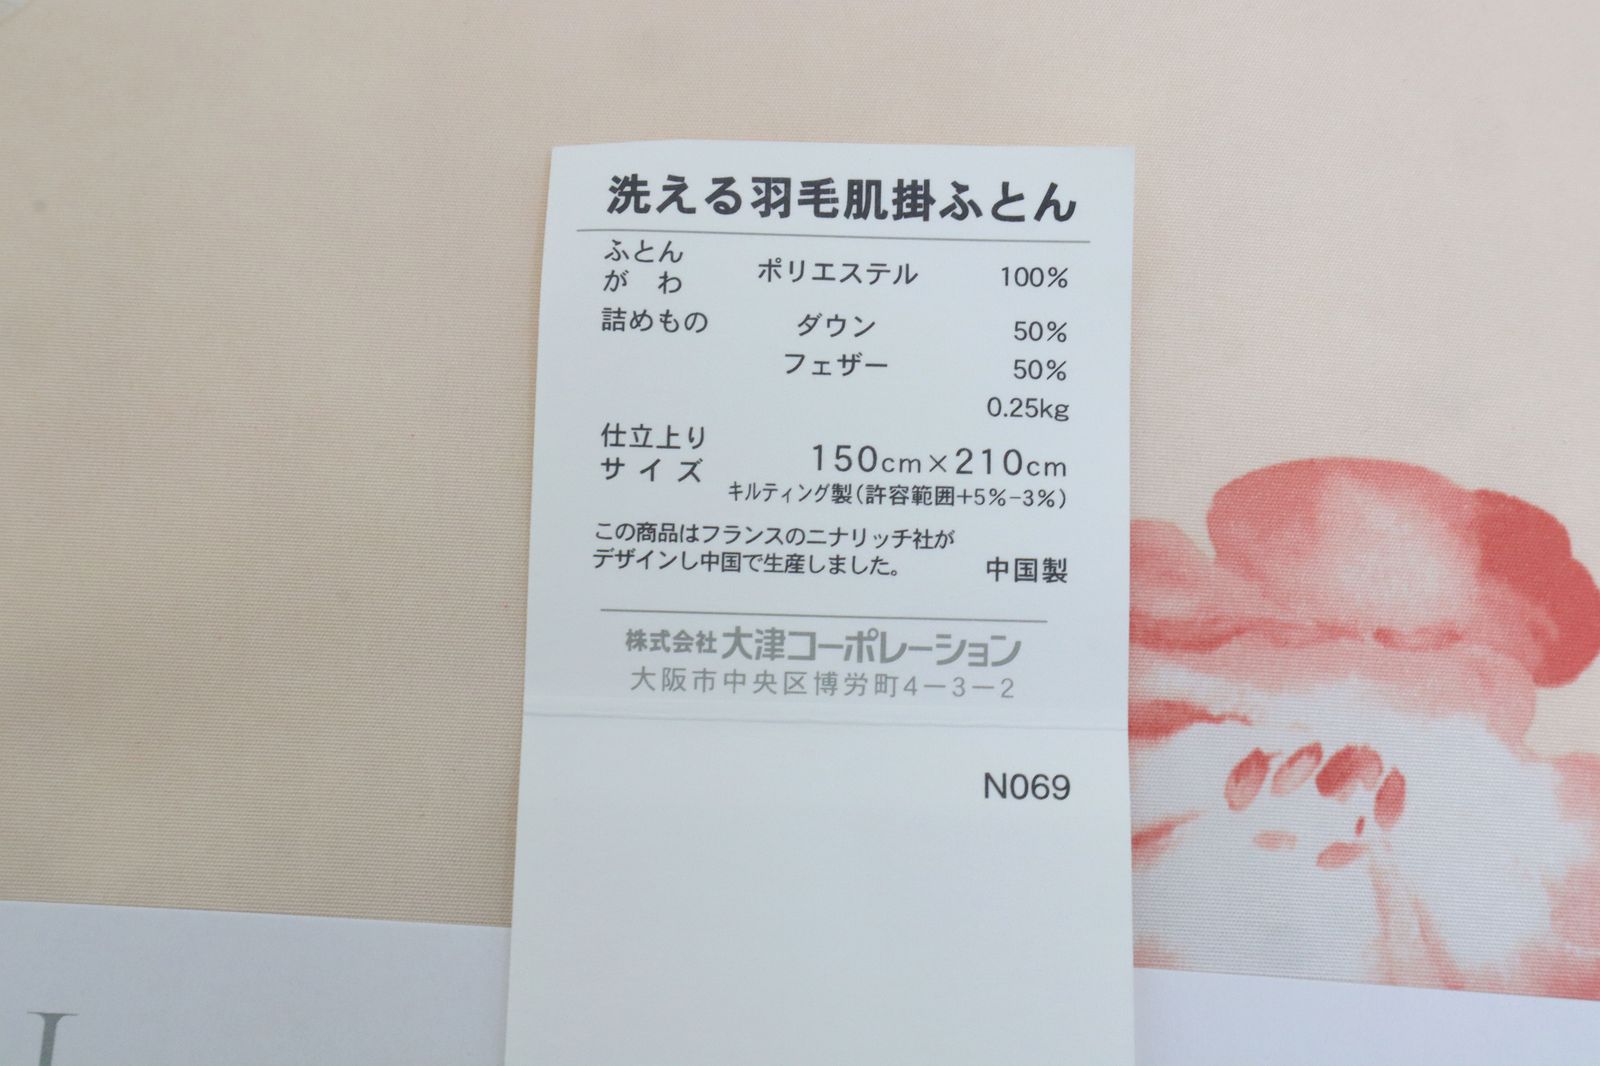 洗える羽毛肌掛ふとん
ふとん
がわ ポリエステル 100%
詰めもの ダウン 50%
フェザー 50%
0.25kg
仕立上り
サイズ 150cm×210cm
キルティング製(許容範囲+5%-3%)
この商品はフランスのニナリッチ社が
デザインし中国で生産しました。 中国製
株式会社大津コーポレーション
大阪市中央区博労町4-3-2
N069